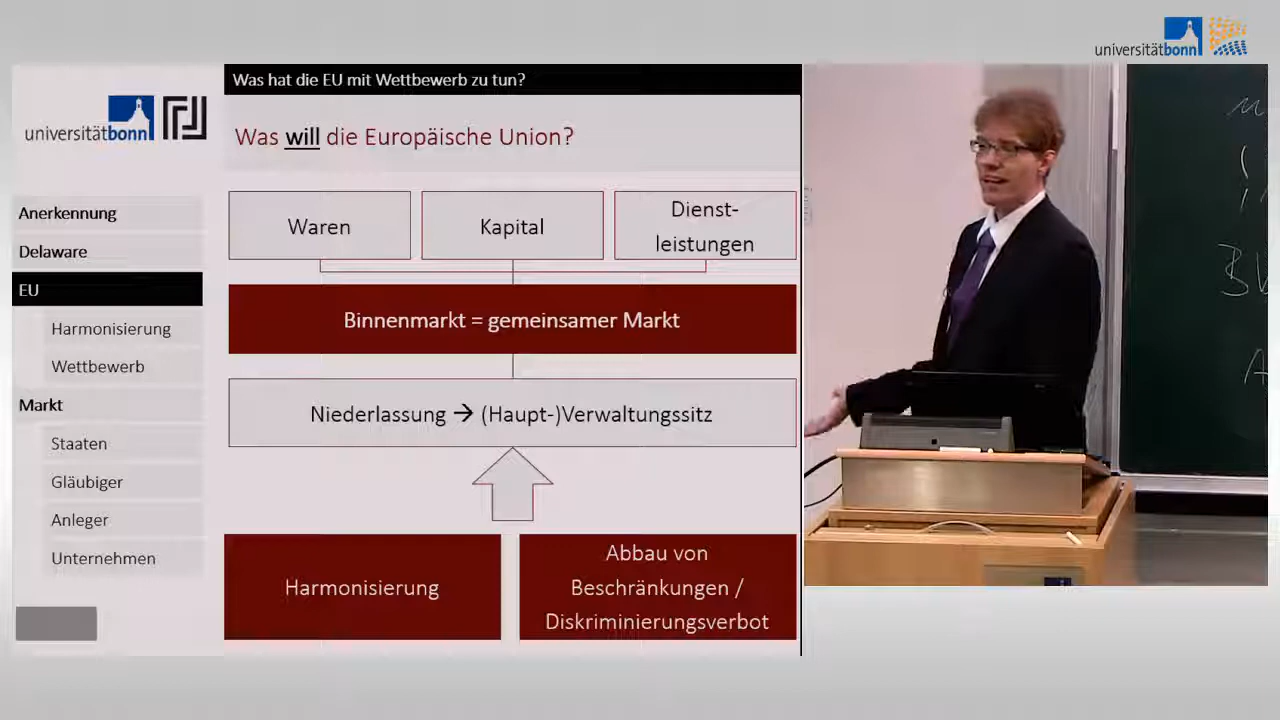 universitätbonn
universitätbonn
Anerkennung
Delaware
EU
Harmonisierung
Wettbewerb
Markt
Staaten
Gläubiger
Anleger
Unternehmen
Was hat die EU mit Wettbewerb zu tun?
Was will die Europäische Union?
Waren
Kapital
Dienst-
leistungen
Binnenmarkt = gemeinsamer Markt
Niederlassung → (Haupt-)Verwaltungssitz
Harmonisierung
Abbau von
Beschränkungen /
Diskriminierungsverbot